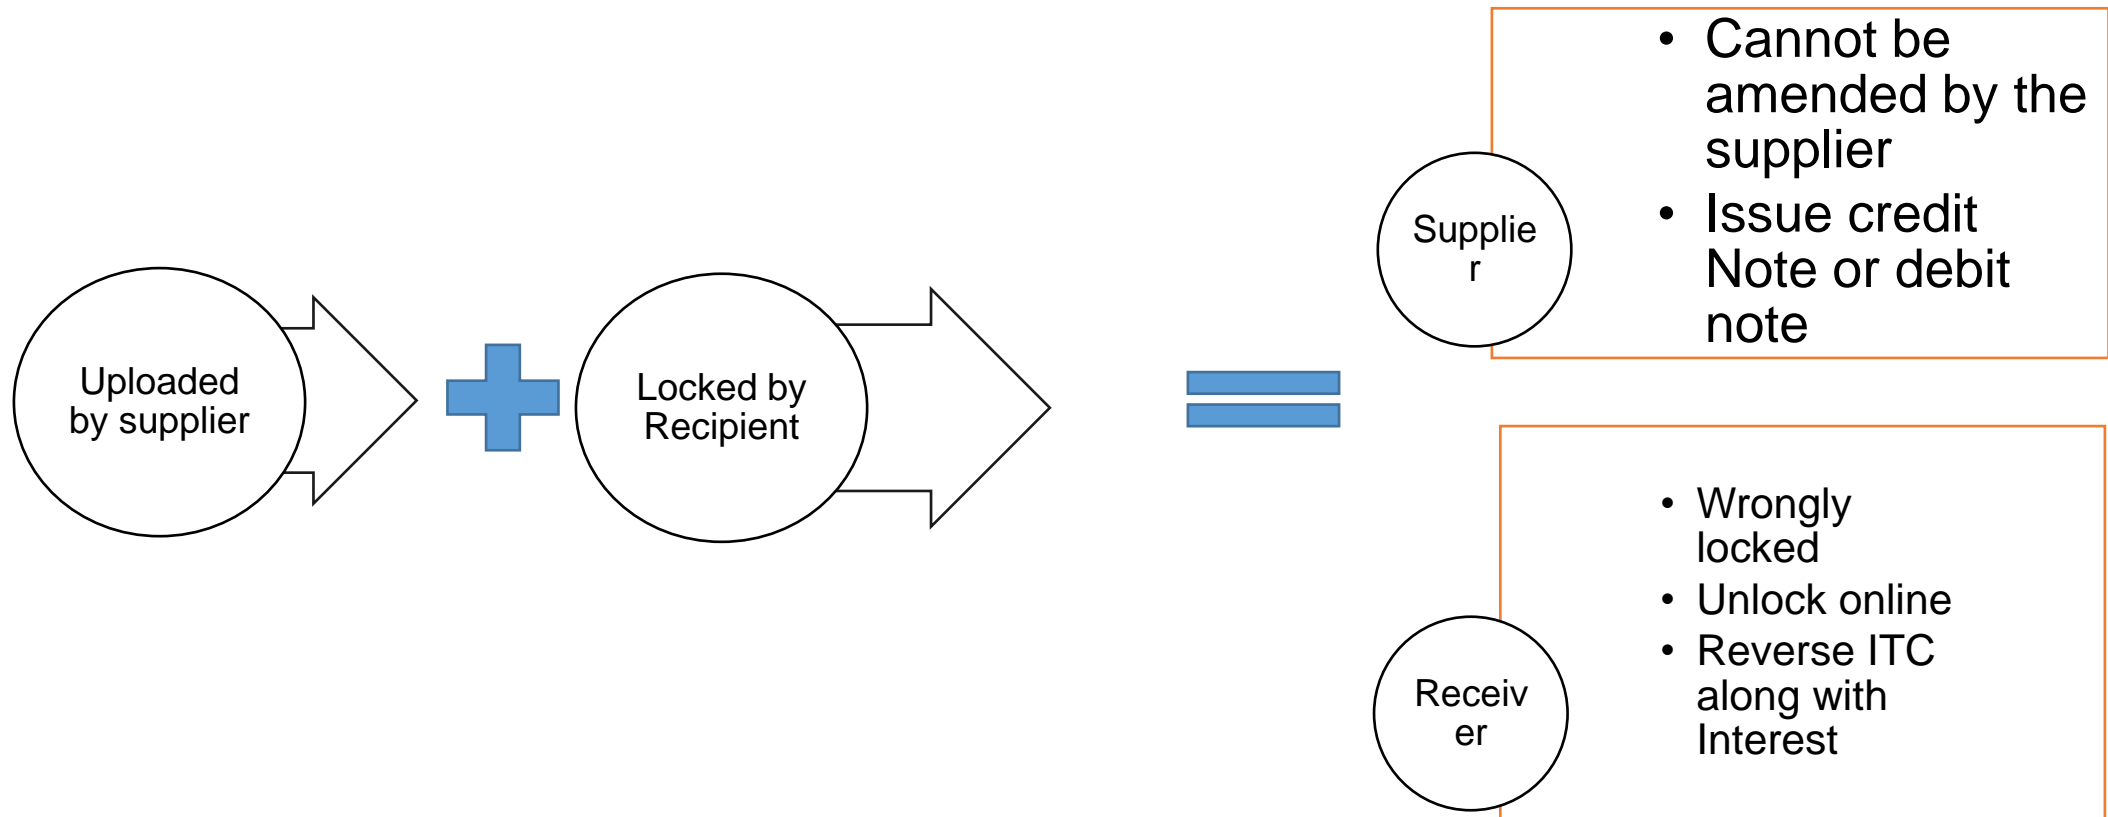 Uploaded
by supplier
Locked by
Recipient
Supplie
r
• Cannot be
amended by the
supplier
• Issue credit
Note or debit
note
Receiv
er
• Wrongly
locked
• Unlock online
• Reverse ITC
along with
Interest